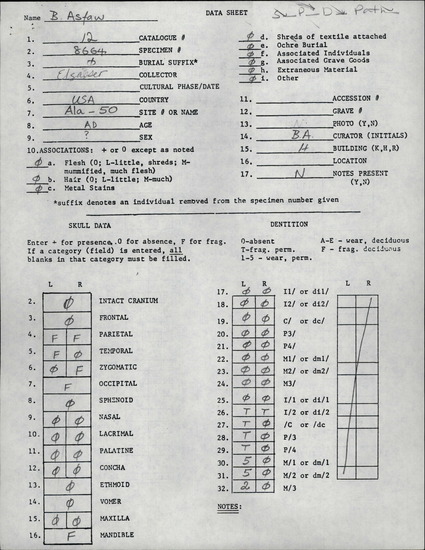 Name B. Asfaw
DATA SHEET
1. 12 CATALOGUE #
2. 8664 SPECIMEN #
3. ϕ BURIAL SUFFIX*
4. Elsasser COLLECTOR
5. CULTURAL PHASE/DATE
6. USA COUNTRY
7. Ala-50 SITE # OR NAME
8. AD AGE
9. ? SEX
10. ASSOCIATIONS: + or 0 except as noted
ϕ a. Flesh (0; L-little, shreds; M-mummified, much flesh)
ϕ b. Hair (0; L-little; M-much)
ϕ c. Metal Stains
ϕ d. Shreds of textile attached
ϕ e. Ochre Burial
ϕ f. Associated Individuals
ϕ g. Associated Grave Goods
ϕ h. Extraneous Material
ϕ i. Other
11. ACCESSION #
12. GRAVE #
13. PHOTO (Y,N)
14. B.A. CURATOR (INITIALS)
15. H BUILDING (K,H,R)
16. LOCATION
17. N NOTES PRESENT (Y,N)
*suffix denotes an individual removed from the specimen number given
SKULL DATA
Enter + for presence, 0 for absence, F for frag.
If a category (field) is entered, all
blanks in that category must be filled.
L R
2. ϕ INTACT CRANIUM
3. ϕ FRONTAL
4. F F PARIETAL
5. F ϕ TEMPORAL
6. ϕ F ZYGOMATIC
7. F OCCIPITAL
8. ϕ SPHENOID
9. ϕ ϕ NASAL
10. ϕ ϕ LACRIMAL
11. ϕ ϕ PALATINE
12. ϕ ϕ CONCHA
13. ϕ ETHMOID
14. ϕ VOMER
15. ϕ ϕ MAXILLA
16. F MANDIBLE
DENTITION
0-absent A-E - wear, deciduous
T-frag. perm. F - frag. deciduous
1-5 - wear, perm.
L R L R
17. ϕ ϕ I1/ or di1/
18. ϕ ϕ I2/ or di2/
19. ϕ ϕ C/ or dc/
20. ϕ ϕ P3/
21. ϕ ϕ P4/
22. ϕ ϕ M1/ or dm1/
23. ϕ ϕ M2/ or dm2/
24. ϕ ϕ M3/
25. ϕ ϕ I/1 or di/1
26. T T I/2 or di/2
27. T ϕ /C or /dc
28. T ϕ P/3
29. T ϕ P/4
30. 5 ϕ M/1 or dm/1
31. 5 ϕ M/2 or dm/2
32. 2 ϕ M/3
NOTES: